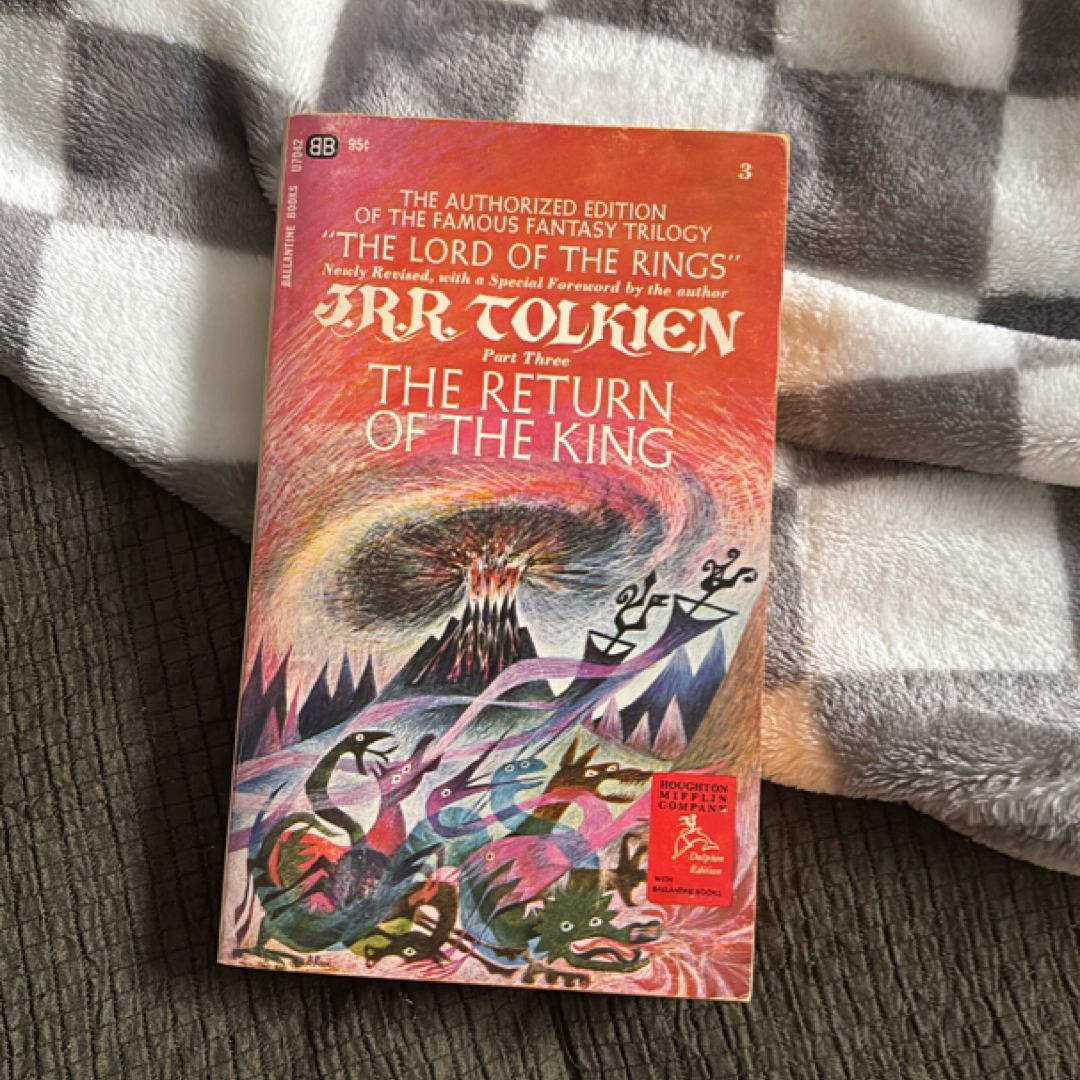 BALLANTINE BOOKS U7042
BB 95¢
3
THE AUTHORIZED EDITION
OF THE FAMOUS FANTASY TRILOGY
"THE LORD OF THE RINGS"
Newly Revised, with a Special Foreword by the author
J.R.R. TOLKIEN
Part Three
THE RETURN
OF THE KING
HOUGHTON
MIFFLIN
COMPANY
Dolphin
Edition
WITH
BALLANTINE BOOKS